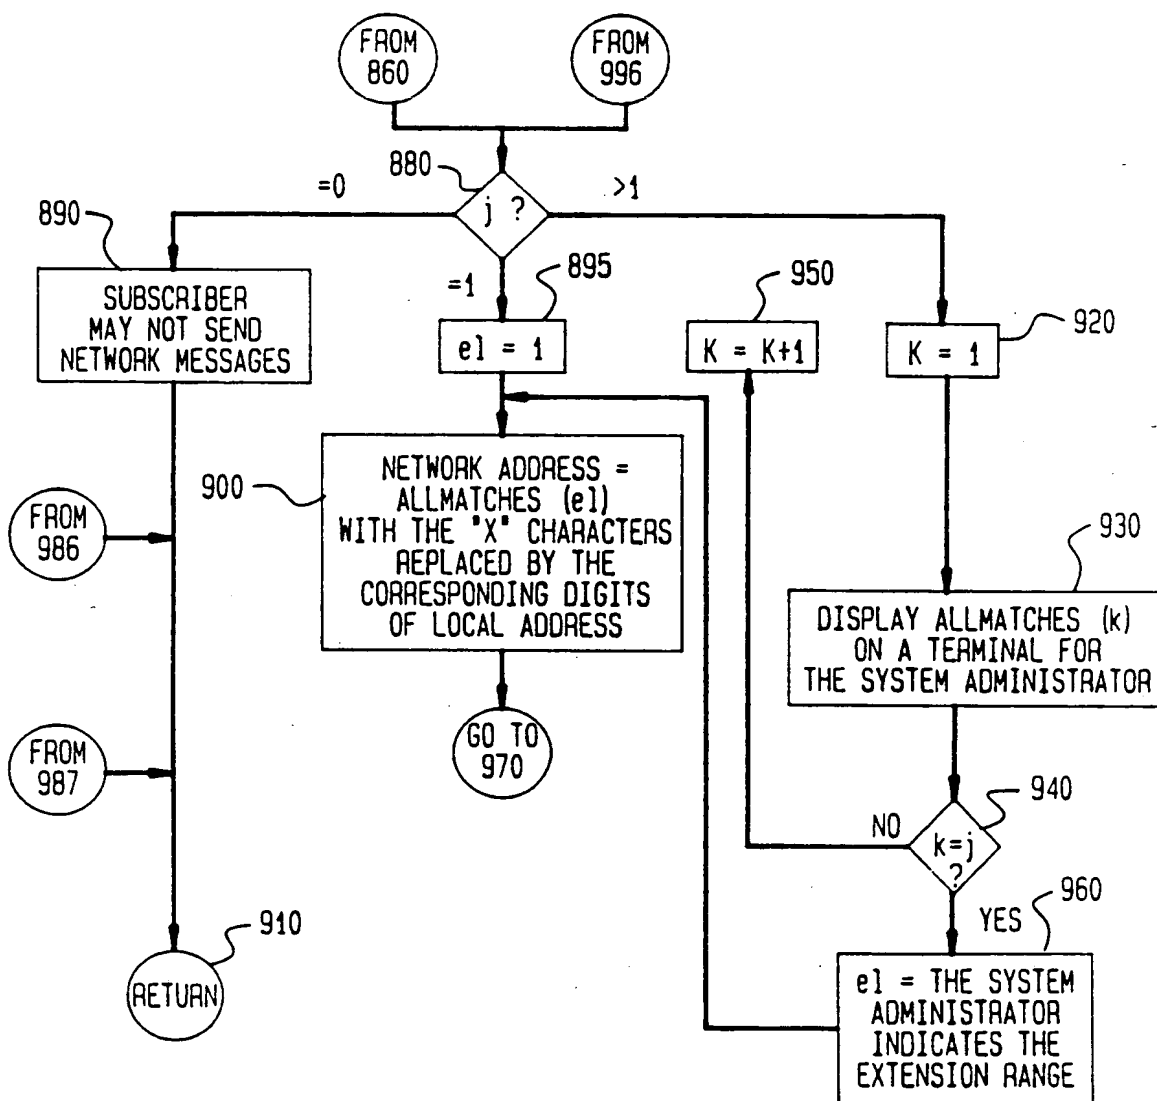 FROM
860
FROM
996
880
=0
j ?
>1
890
SUBSCRIBER
MAY NOT SEND
NETWORK MESSAGES
=1
895
el = 1
950
K = K+1
920
K = 1
900
NETWORK ADDRESS =
ALLMATCHES (el)
WITH THE "X" CHARACTERS
REPLACED BY THE
CORRESPONDING DIGITS
OF LOCAL ADDRESS
FROM
986
930
DISPLAY ALLMATCHES (k)
ON A TERMINAL FOR
THE SYSTEM ADMINISTRATOR
GO TO
970
FROM
987
940
NO
k=j
?
YES
960
910
RETURN
el = THE SYSTEM
ADMINISTRATOR
INDICATES THE
EXTENSION RANGE